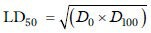 LD₅₀ = √(D₀ × D₁₀₀)